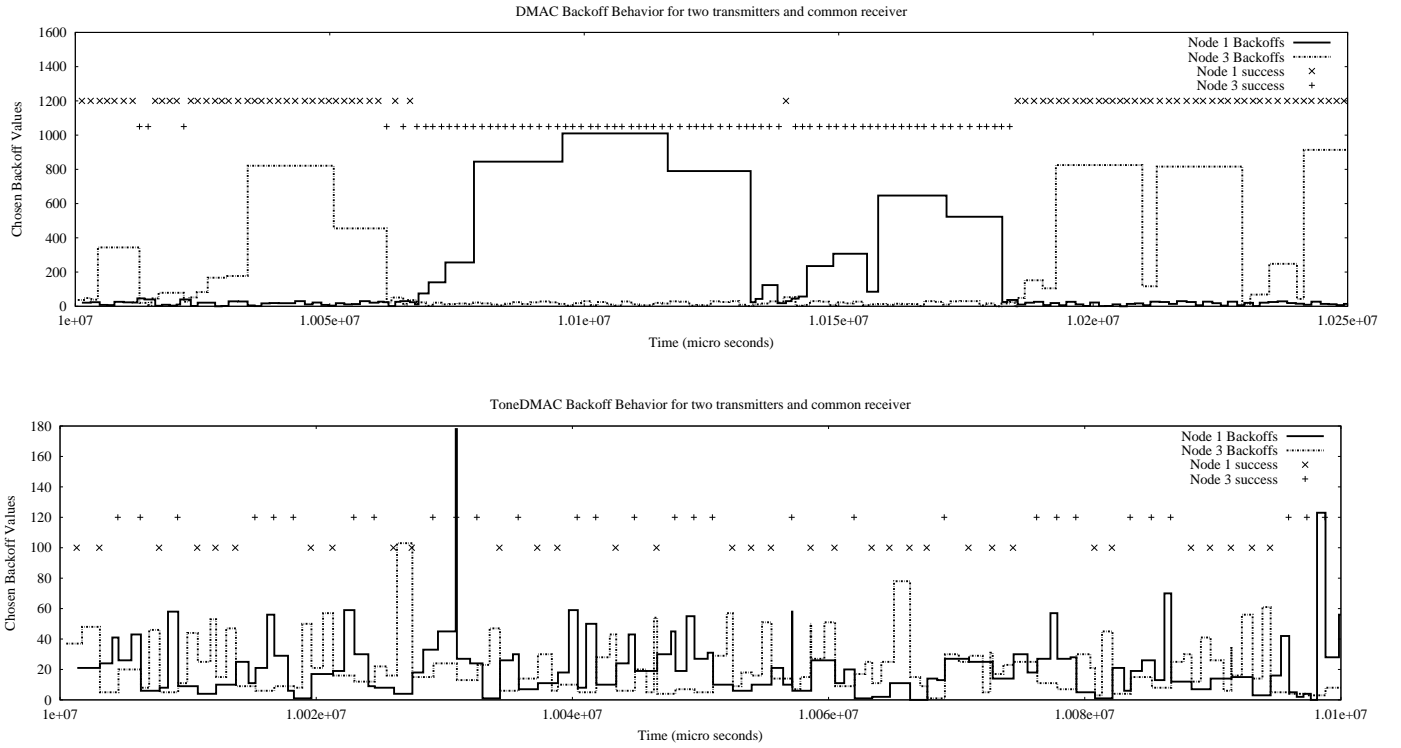 DMAC Backoff Behavior for two transmitters and common receiver
1600
1400
1200
1000
800
600
400
200
0
Chosen Backoff Values
Node 1 Backoffs
Node 3 Backoffs
Node 1 success
Node 3 success
1e+07
1.005e+07
1.01e+07
1.015e+07
1.02e+07
1.025e+07
Time (micro seconds)
ToneDMAC Backoff Behavior for two transmitters and common receiver
180
160
140
120
100
80
60
40
20
0
Chosen Backoff Values
Node 1 Backoffs
Node 3 Backoffs
Node 1 success
Node 3 success
1e+07
1.002e+07
1.004e+07
1.006e+07
1.008e+07
1.01e+07
Time (micro seconds)